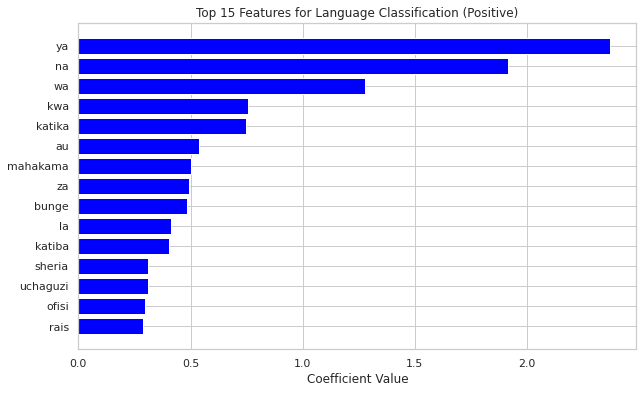 Top 15 Features for Language Classification (Positive)
ya
na
wa
kwa
katika
au
mahakama
za
bunge
la
katiba
sheria
uchaguzi
ofisi
rais
0.0 0.5 1.0 1.5 2.0
Coefficient Value